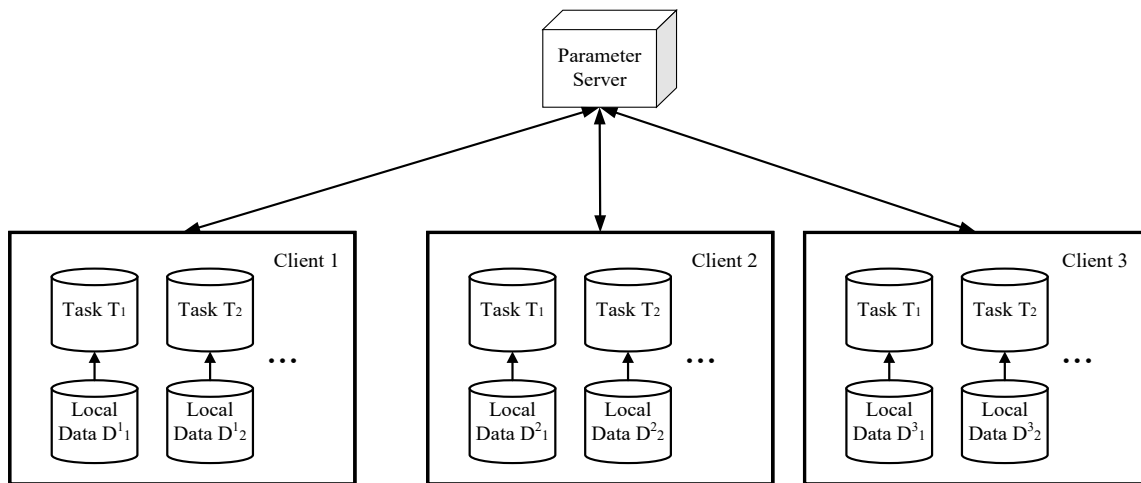 Parameter
Server
Client 1
Task T₁
Task T₂
...
Local
Data D¹₁
Local
Data D¹₂
Client 2
Task T₁
Task T₂
...
Local
Data D²₁
Local
Data D²₂
Client 3
Task T₁
Task T₂
...
Local
Data D³₁
Local
Data D³₂